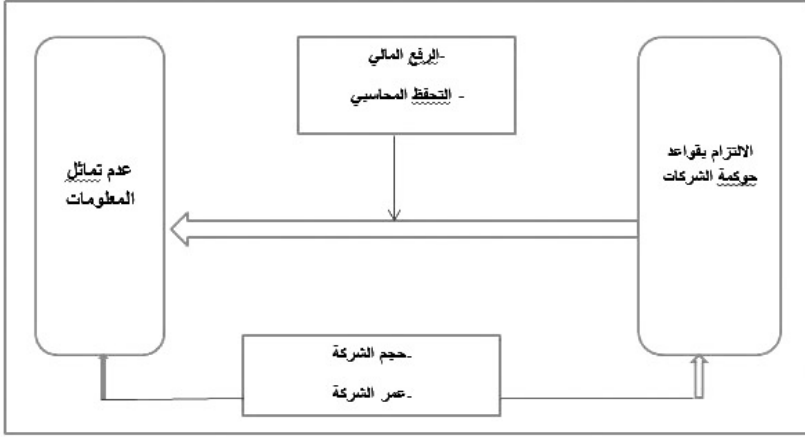 -الرفع المالي
- التحفظ المحاسبي
الالتزام بقواعد
حوكمة الشركات
عدم تماثل
المعلومات
-حجم الشركة
-عمر الشركة